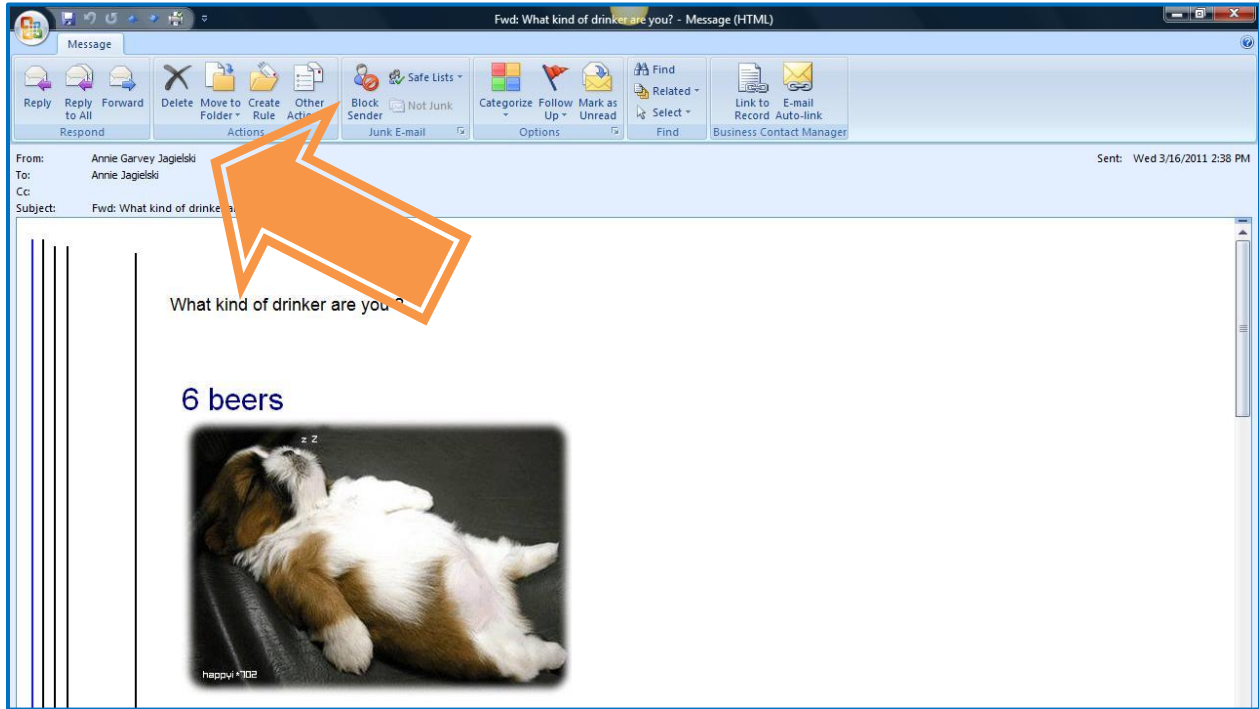 Fwd: What kind of drinker are you? - Message (HTML)
Message
Reply Reply to All Forward Delete Move to Folder Create Rule Other Block Sender Safe Lists Not Junk Categorize Follow Up Mark as Unread Find Related Select Link to Record E-mail Auto-link
Respond Actions Junk E-mail Options Find Business Contact Manager
From: Annie Garvey Jagielski Sent: Wed 3/16/2011 2:38 PM
To: Annie Jagielski
Cc:
Subject: Fwd: What kind of drinker
What kind of drinker are you ?
6 beers
z Z
happyi*702